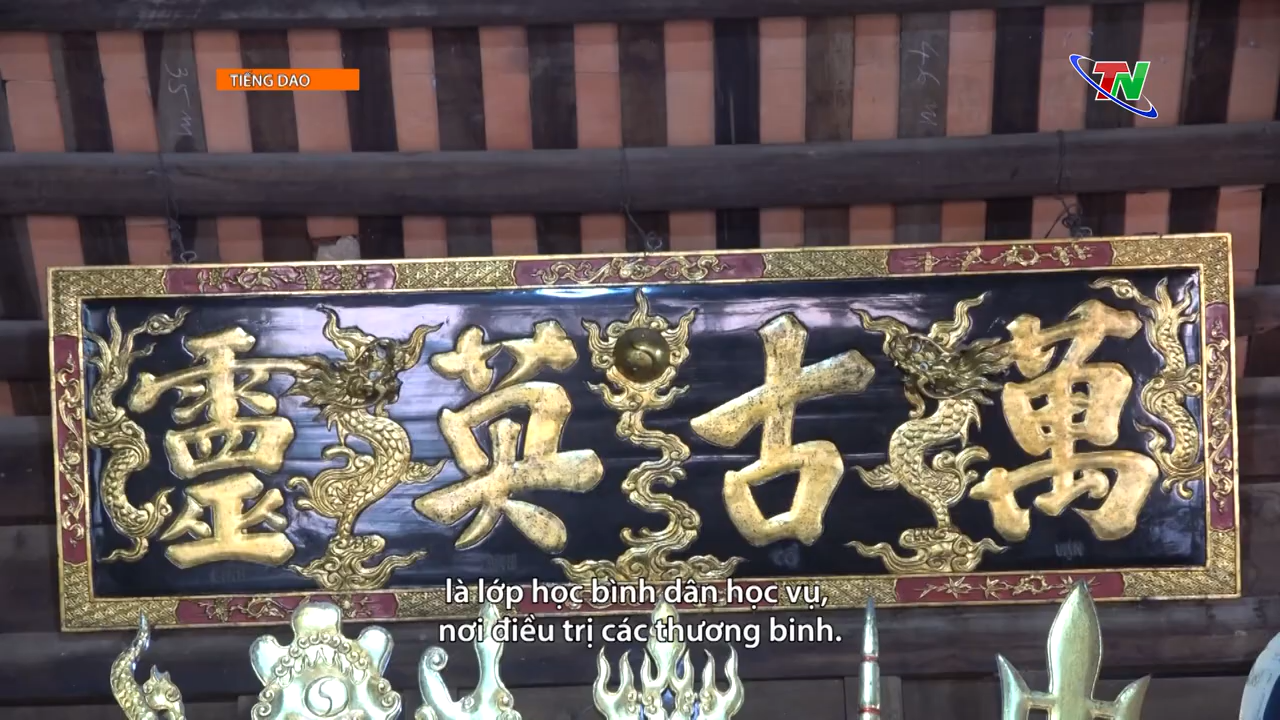 TIẾNG DAO
TN
萬古英靈
là lớp học bình dân học vụ,
nơi điều trị các thương binh.